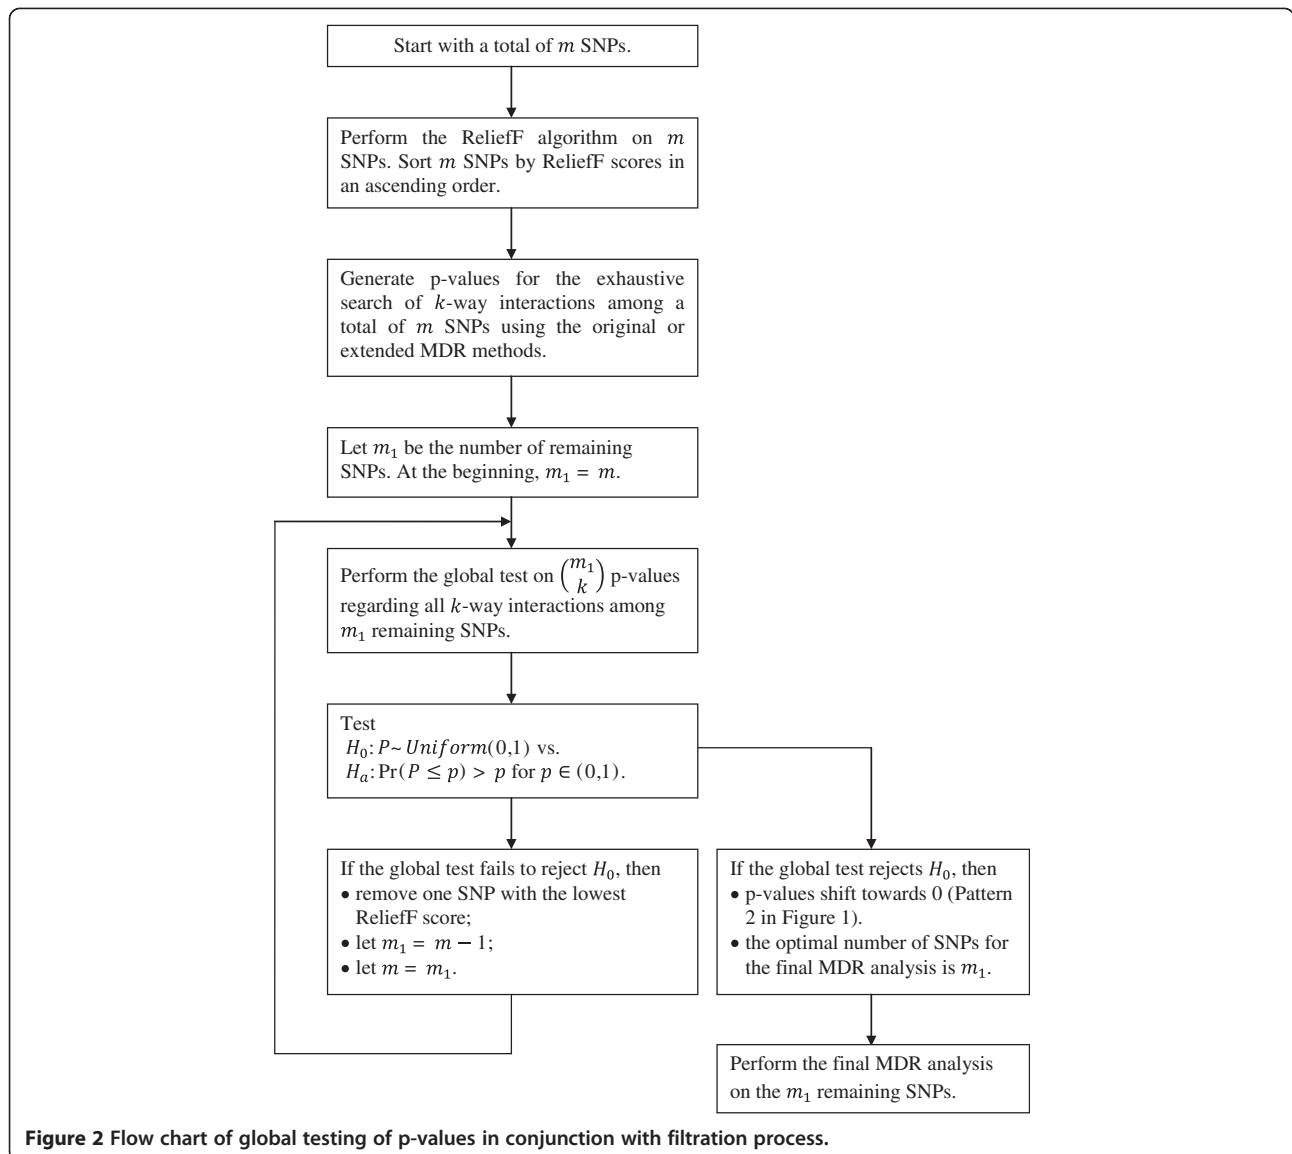 Start with a total of m SNPs.
Perform the ReliefF algorithm on m
SNPs. Sort m SNPs by ReliefF scores in
an ascending order.
Generate p-values for the exhaustive
search of k-way interactions among a
total of m SNPs using the original or
extended MDR methods.
Let m₁ be the number of remaining
SNPs. At the beginning, m₁ = m.
Perform the global test on (m₁ k) p-values
regarding all k-way interactions among
m₁ remaining SNPs.
Test
H₀: P~ Uniform(0,1) vs.
Hₐ: Pr(P ≤ p) > p for p ∈ (0,1).
If the global test fails to reject H₀, then
• remove one SNP with the lowest
ReliefF score;
• let m₁ = m − 1;
• let m = m₁.
If the global test rejects H₀, then
• p-values shift towards 0 (Pattern
2 in Figure 1).
• the optimal number of SNPs for
the final MDR analysis is m₁.
Perform the final MDR analysis
on the m₁ remaining SNPs.
Figure 2 Flow chart of global testing of p-values in conjunction with filtration process.